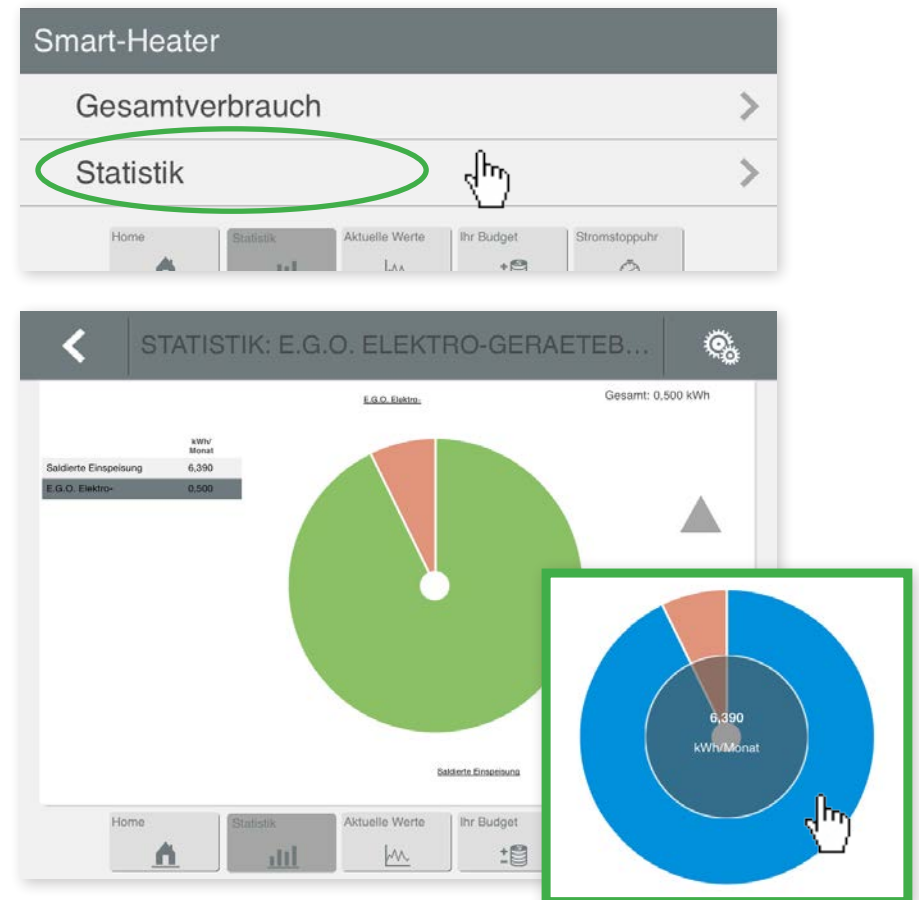 Smart-Heater
Gesamtverbrauch
Statistik
Home
Statistik
Aktuelle Werte
Ihr Budget
Stromstoppuhr
STATISTIK: E.G.O. ELEKTRO-GERAETEB...
E.G.O. Elektro-
Gesamt: 0,500 kWh
kWh/
Monat
Saldierte Einspeisung 6,390
E.G.O. Elektro- 0,500
6,390
kWh/Monat
Saldierte Einspeisung
Home
Statistik
Aktuelle Werte
Ihr Budget